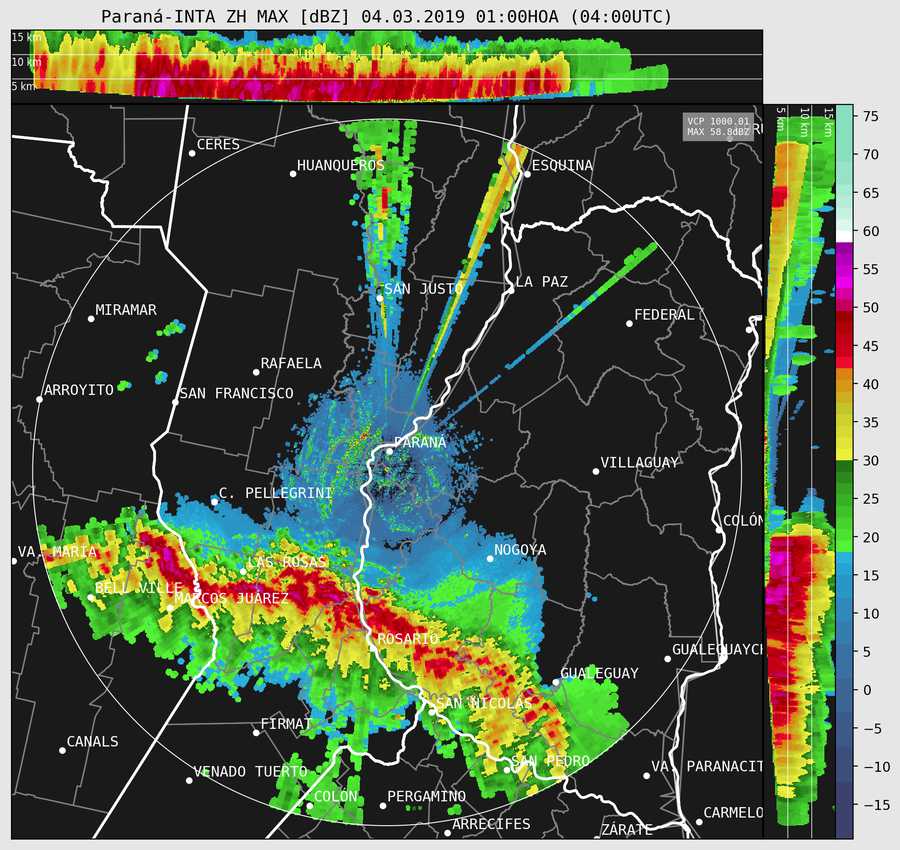 Paraná-INTA ZH MAX [dBZ] 04.03.2019 01:00HOA (04:00UTC)
15 km
10 km
5 km
VCP 1000.01
MAX 58.8dBZ
5 km
10 km
15 km
CERES
HUANQUEROS
ESQUINA
SAN JUSTO
LA PAZ
MIRAMAR
FEDERAL
RAFAELA
ARROYITO
SAN FRANCISCO
PARANÁ
VILLAGUAY
C. PELLEGRINI
COLÓN
VA. MARIA
NOGOYA
LAS ROSAS
BELL VILLE
MARCOS JUÁREZ
ROSARIO
GUALEGUAYCH
GUALEGUAY
SAN NICOLAS
FIRMAT
CANALS
SAN PEDRO
VA. PARANACIT
VENADO TUERTO
COLÓN
PERGAMINO
CARMELO
ARRECIFES
ZÁRATE
75
70
65
60
55
50
45
40
35
30
25
20
15
10
5
0
−5
−10
−15